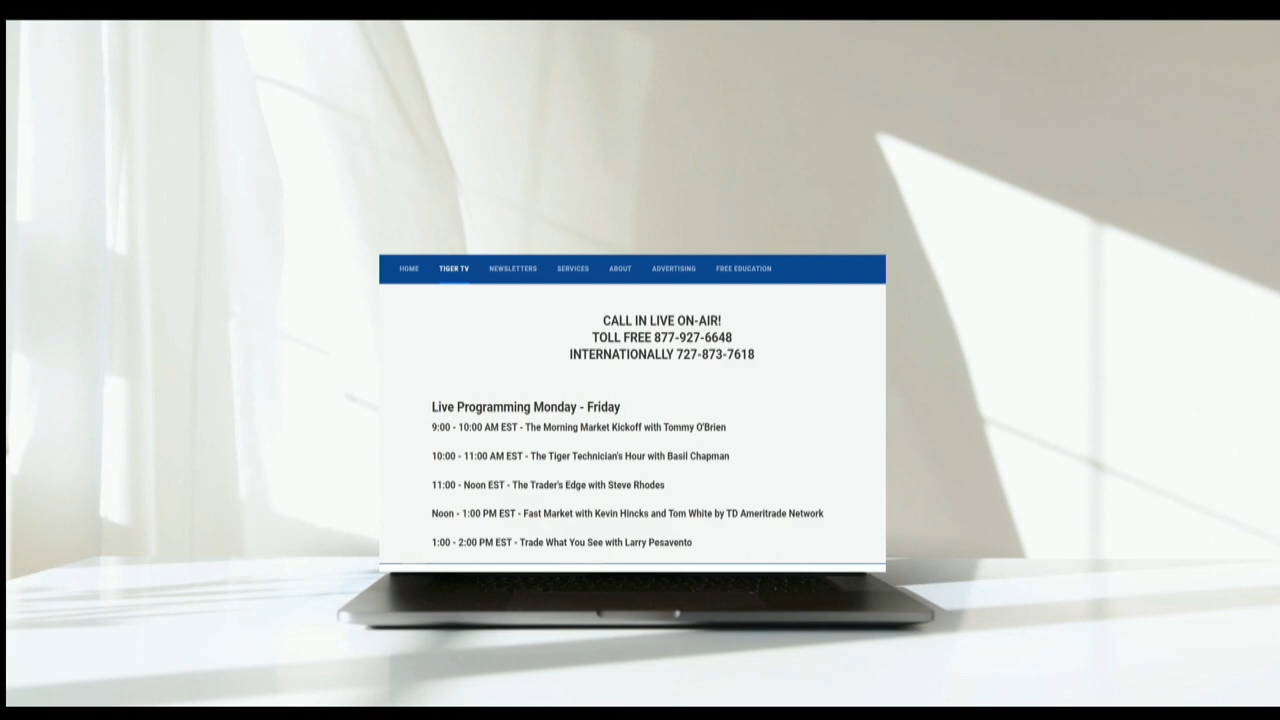 HOME TIGER TV NEWSLETTERS SERVICES ABOUT ADVERTISING FREE EDUCATION
CALL IN LIVE ON-AIR!
TOLL FREE 877-927-6648
INTERNATIONALLY 727-873-7618
Live Programming Monday - Friday
9:00 - 10:00 AM EST - The Morning Market Kickoff with Tommy O'Brien
10:00 - 11:00 AM EST - The Tiger Technician's Hour with Basil Chapman
11:00 - Noon EST - The Trader's Edge with Steve Rhodes
Noon - 1:00 PM EST - Fast Market with Kevin Hincks and Tom White by TD Ameritrade Network
1:00 - 2:00 PM EST - Trade What You See with Larry Pesavento